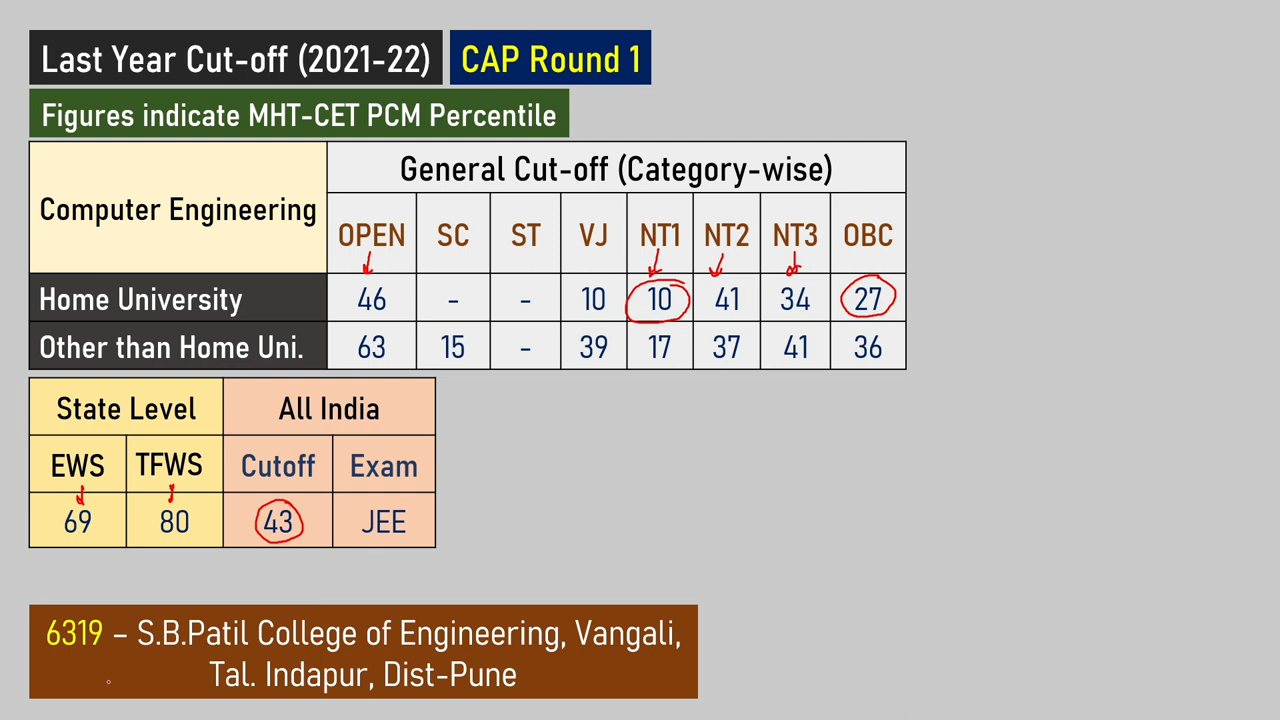 Last Year Cut-off (2021-22) CAP Round 1
Figures indicate MHT-CET PCM Percentile
Computer Engineering General Cut-off (Category-wise)
OPEN SC ST VJ NT1 NT2 NT3 OBC
Home University 46 - - 10 10 41 34 27
Other than Home Uni. 63 15 - 39 17 37 41 36
State Level All India
EWS TFWS Cutoff Exam
69 80 43 JEE
6319 – S.B.Patil College of Engineering, Vangali,
Tal. Indapur, Dist-Pune